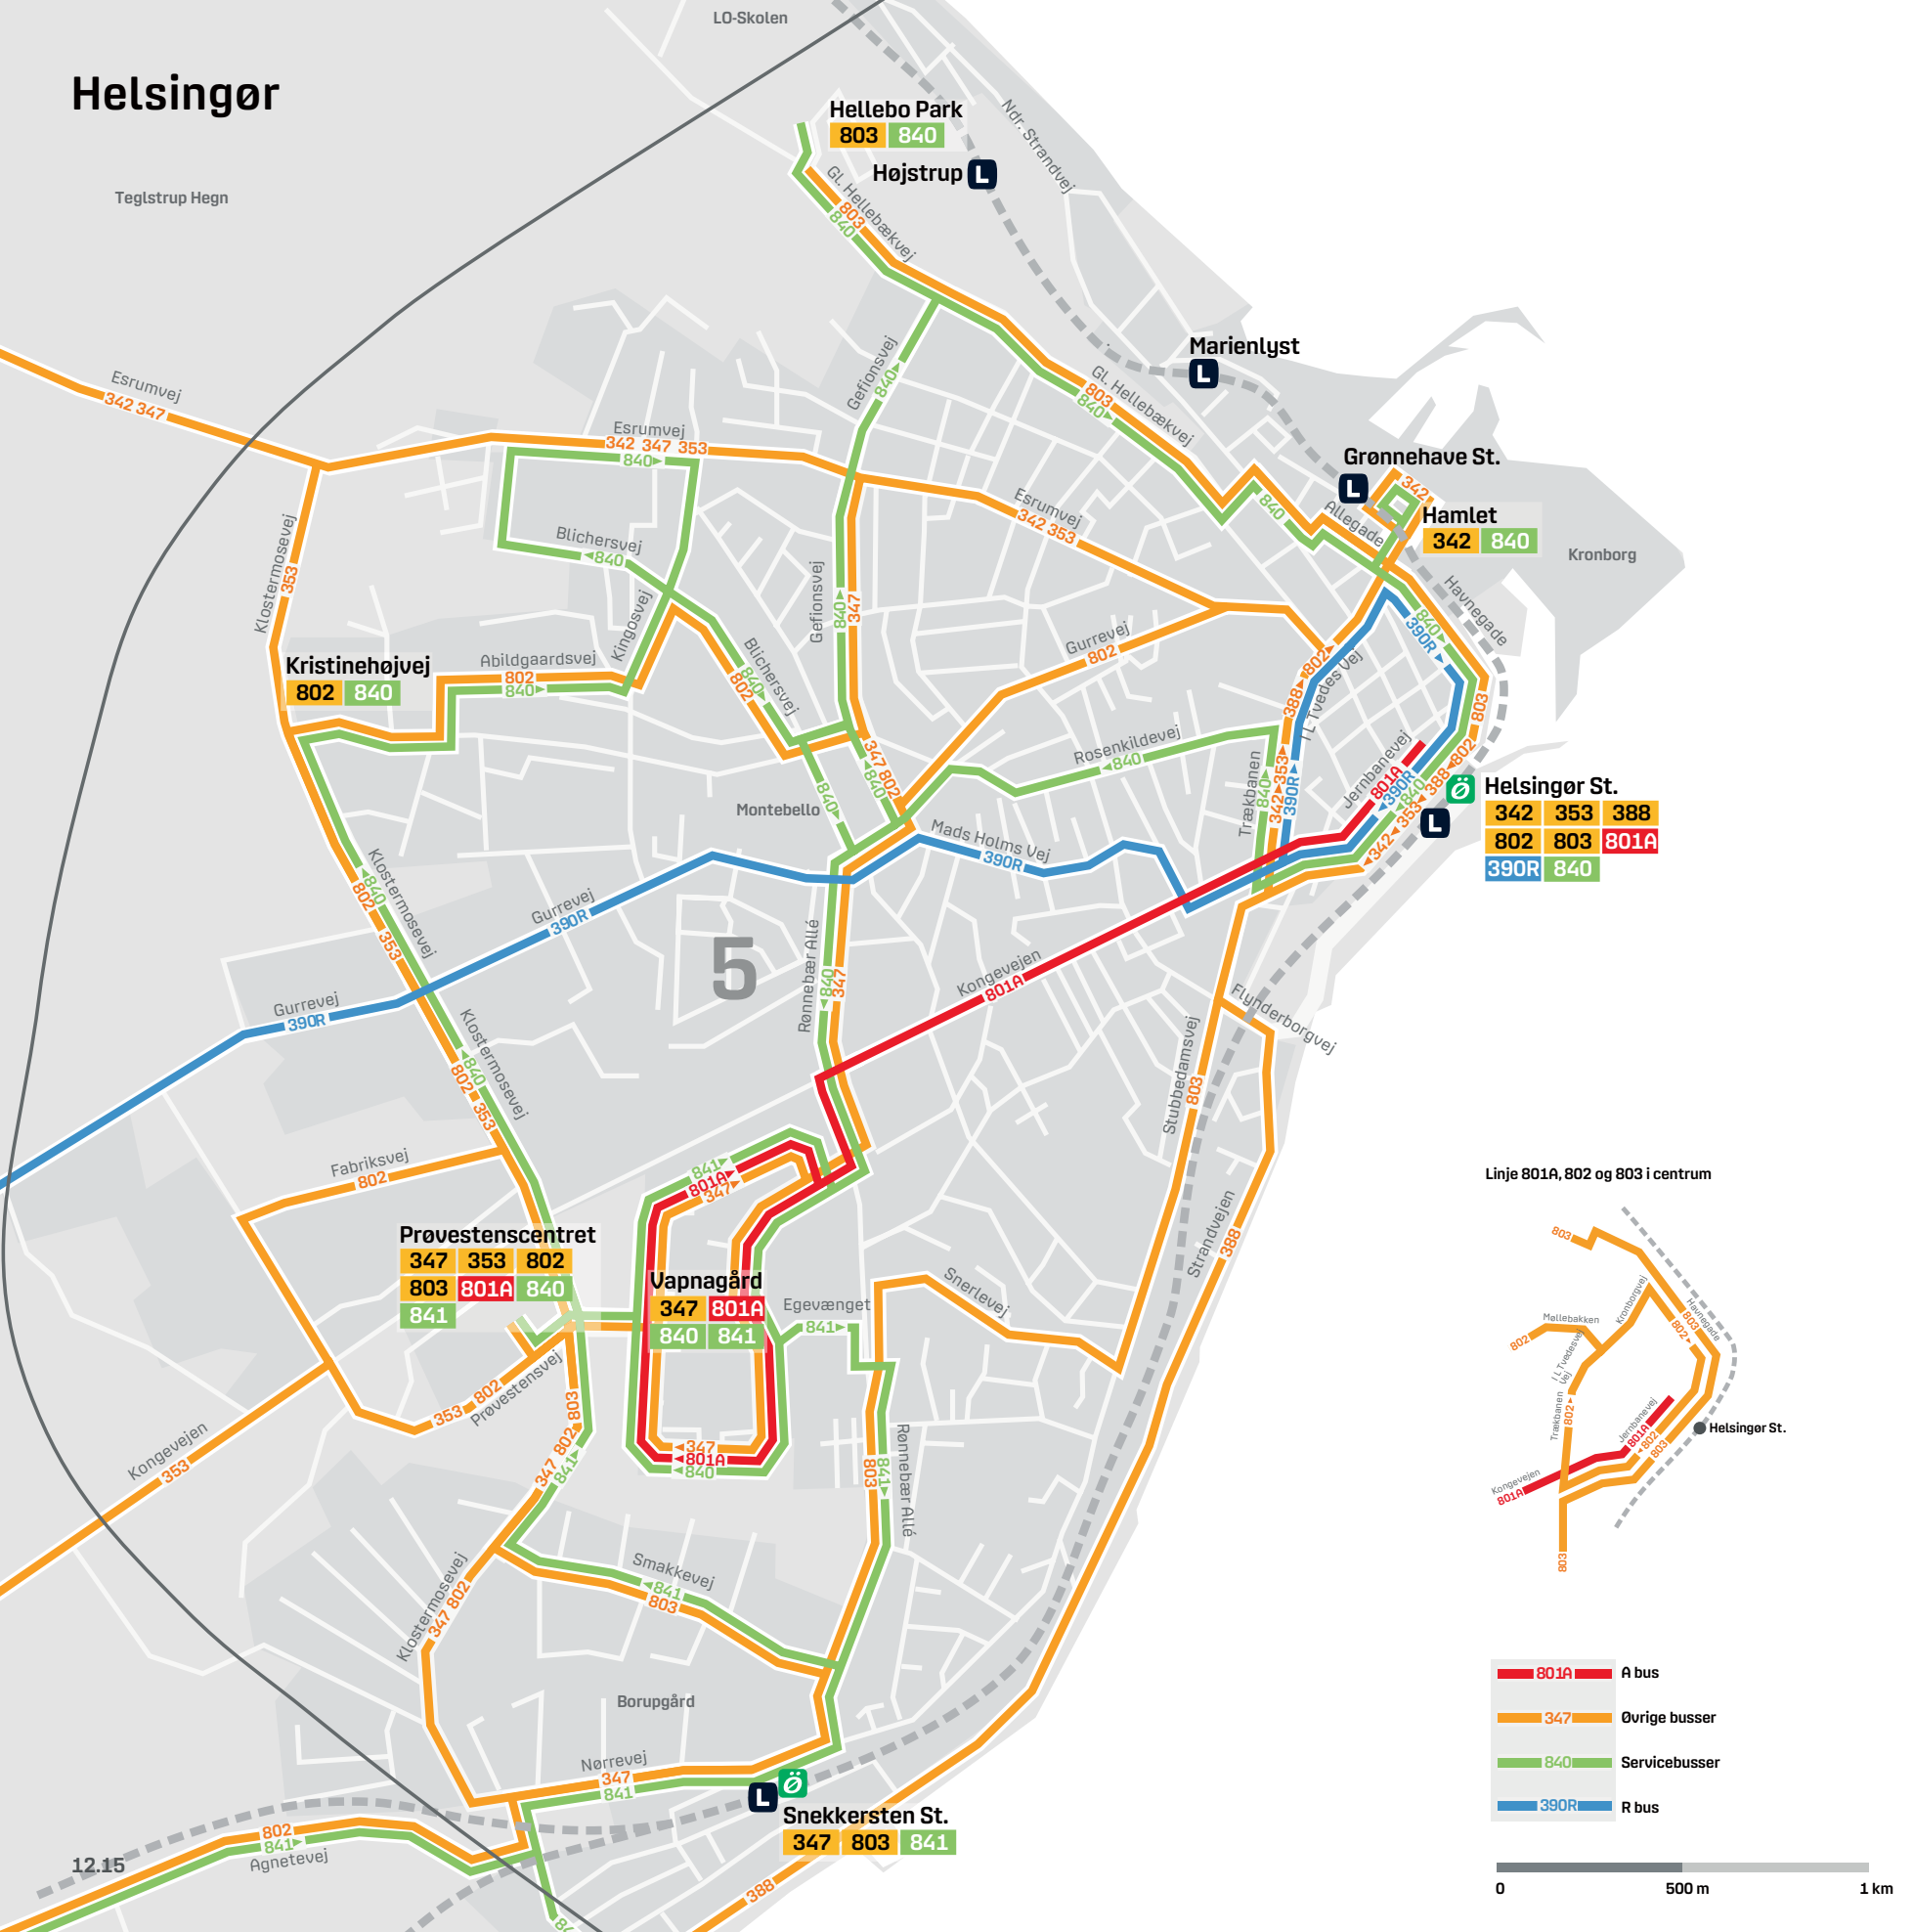 LO-Skolen
Helsingør
Teglstrup Hegn
Hellebo Park
803 840
Højstrup L
Ndr. Strandvej
Gl. Hellebækvej
803
840
Marienlyst
L
Gl. Hellebækvej
803
840
Gefionsvej
840
Esrumvej
342 347
Esrumvej
342 347 353
840
Grønnehave St.
L
342
Hamlet
342 840
Allegade
840
Kronborg
Esrumvej
342 353
Blichersvej
840
Klostermosevej
353
Gefionsvej
840
347
Kingosvej
Havnegade
840
390R
Gurrevej
802
Kristinehøjvej
802 840
Abildgaardsvej
802
840
Blichersvej
840
802
802
388
I L-Tvedes Vej
803
347 802
840
Rosenkildevej
840
Trækbanen
840
342 353
390R
Jernbanevej
801A
390R
840
342 353 388 802
Ö
L
Helsingør St.
342 353 388
802 803 801A
390R 840
Montebello
840
Mads Holms Vej
390R
Klostermosevej
840
802
353
Gurrevej
390R
5
Rønnebær Allé
840
347
Kongevejen
801A
Gurrevej
390R
Flynderborgvej
Klostermosevej
840
802
353
Stubbedamsvej
803
Fabriksvej
802
841
801A
347
Linje 801A, 802 og 803 i centrum
Strandvejen
388
Prøvestenscentret
347 353 802
803 801A 840
841
Vapnagård
347 801A
840 841
Egevænget
841
Snerlevej
803
Møllebakken
802
Kronborgvej
Havnegade
803
802
I L Tvedesvej
Vej
Trækbanen
802
Jernbanevej
801A
802
803
Helsingør St.
Kongevejen
801A
803
353 802
Prøvestensvej
803
347 802
841
347
801A
840
Kongevejen
353
803
841
Rønnebær Allé
Klostermosevej
347 802
Smakkevej
841
803
Borupgård
Nørrevej
347
841
L
Ö
Snekkersten St.
347 803 841
802
841
Agnetevej
12.15
388
801A A bus
347 Øvrige busser
840 Servicebusser
390R R bus
0 500 m 1 km